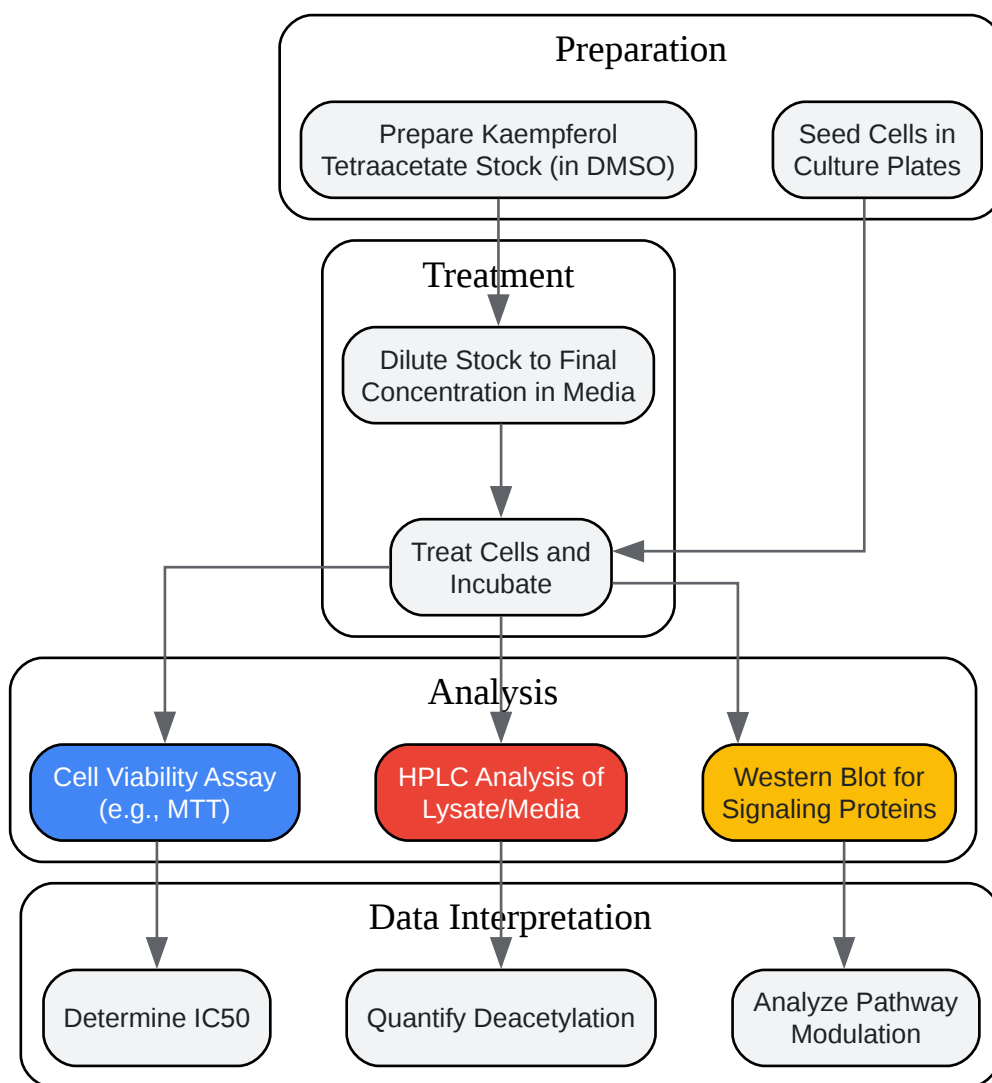 Preparation
Prepare Kaempferol
Tetraacetate Stock (in DMSO)
Seed Cells in
Culture Plates
Treatment
Dilute Stock to Final
Concentration in Media
Treat Cells and
Incubate
Analysis
Cell Viability Assay
(e.g., MTT)
HPLC Analysis of
Lysate/Media
Western Blot for
Signaling Proteins
Data Interpretation
Determine IC50
Quantify Deacetylation
Analyze Pathway
Modulation